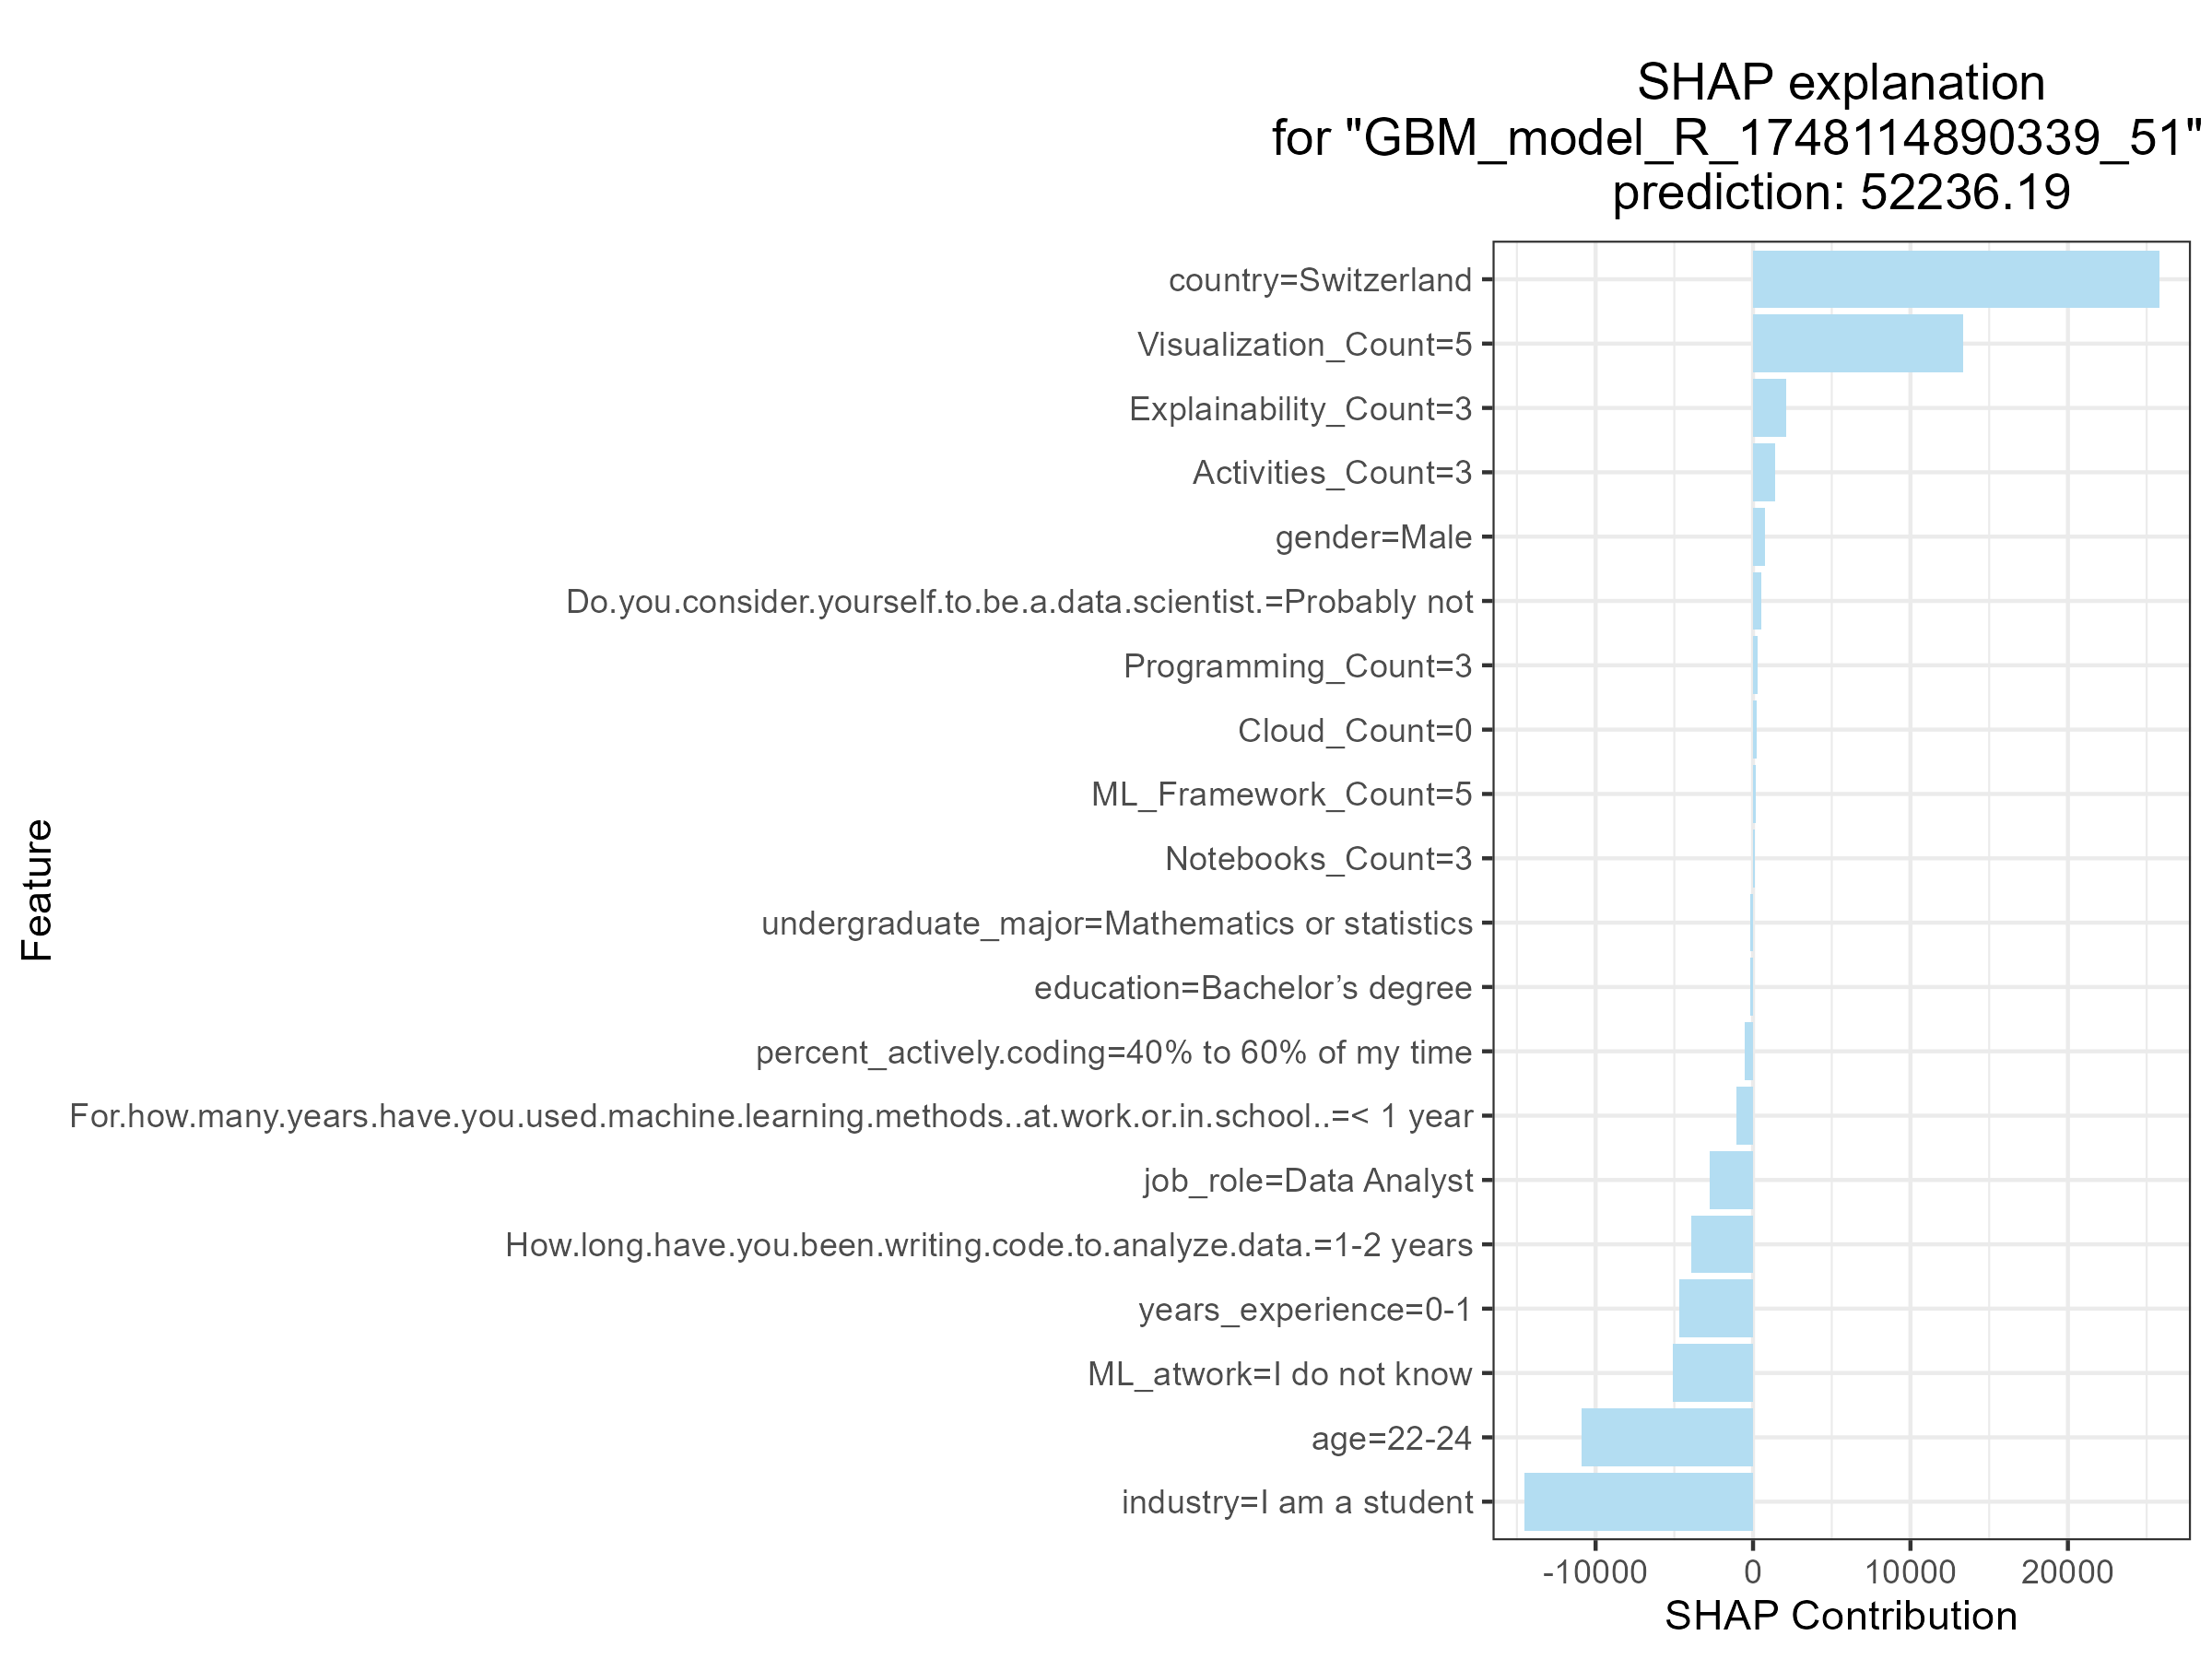 SHAP explanation
for "GBM_model_R_1748114890339_51"
prediction: 52236.19
Feature
country=Switzerland
Visualization_Count=5
Explainability_Count=3
Activities_Count=3
gender=Male
Do.you.consider.yourself.to.be.a.data.scientist.=Probably not
Programming_Count=3
Cloud_Count=0
ML_Framework_Count=5
Notebooks_Count=3
undergraduate_major=Mathematics or statistics
education=Bachelor’s degree
percent_actively.coding=40% to 60% of my time
For.how.many.years.have.you.used.machine.learning.methods..at.work.or.in.school..=< 1 year
job_role=Data Analyst
How.long.have.you.been.writing.code.to.analyze.data.=1-2 years
years_experience=0-1
ML_atwork=I do not know
age=22-24
industry=I am a student
-10000 0 10000 20000
SHAP Contribution